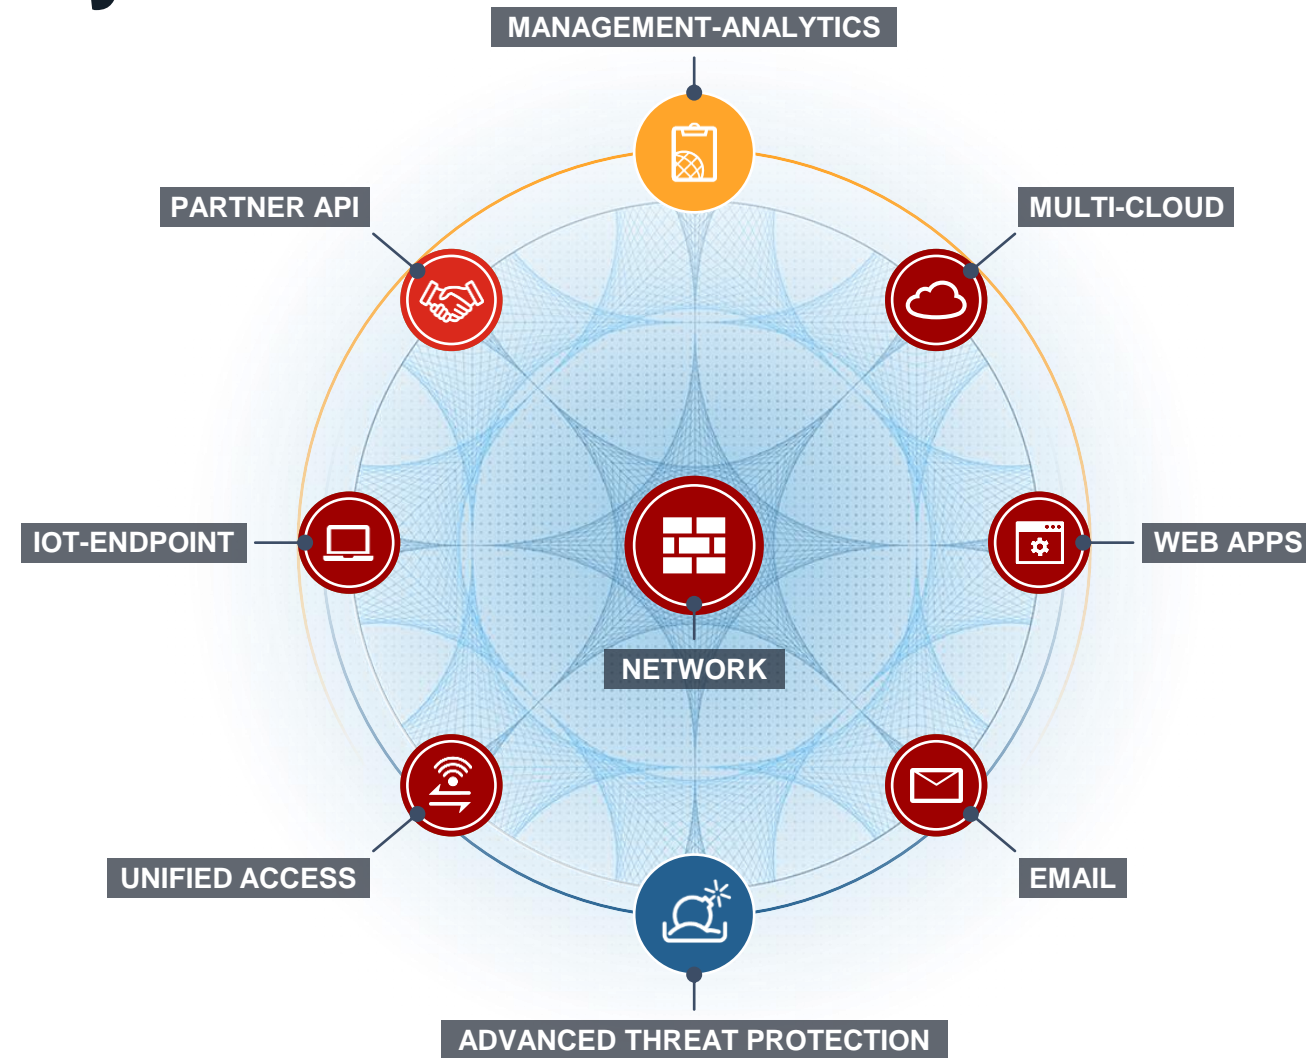 MANAGEMENT-ANALYTICS
PARTNER API
MULTI-CLOUD
IOT-ENDPOINT
WEB APPS
NETWORK
UNIFIED ACCESS
EMAIL
ADVANCED THREAT PROTECTION